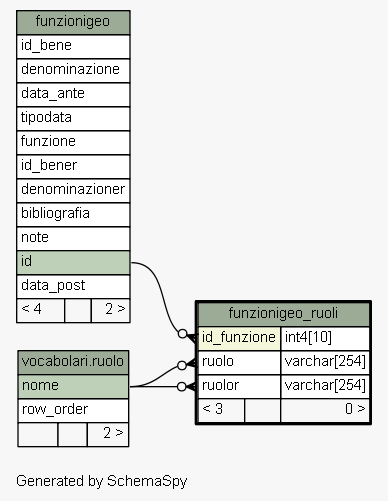 funzionigeo
id_bene
denominazione
data_ante
tipodata
funzione
id_bener
denominazioner
bibliografia
note
id
data_post
< 4 2 >
funzionigeo_ruoli
id_funzione int4[10]
ruolo varchar[254]
ruolor varchar[254]
< 3 0 >
vocabolari.ruolo
nome
row_order
2 >
Generated by SchemaSpy